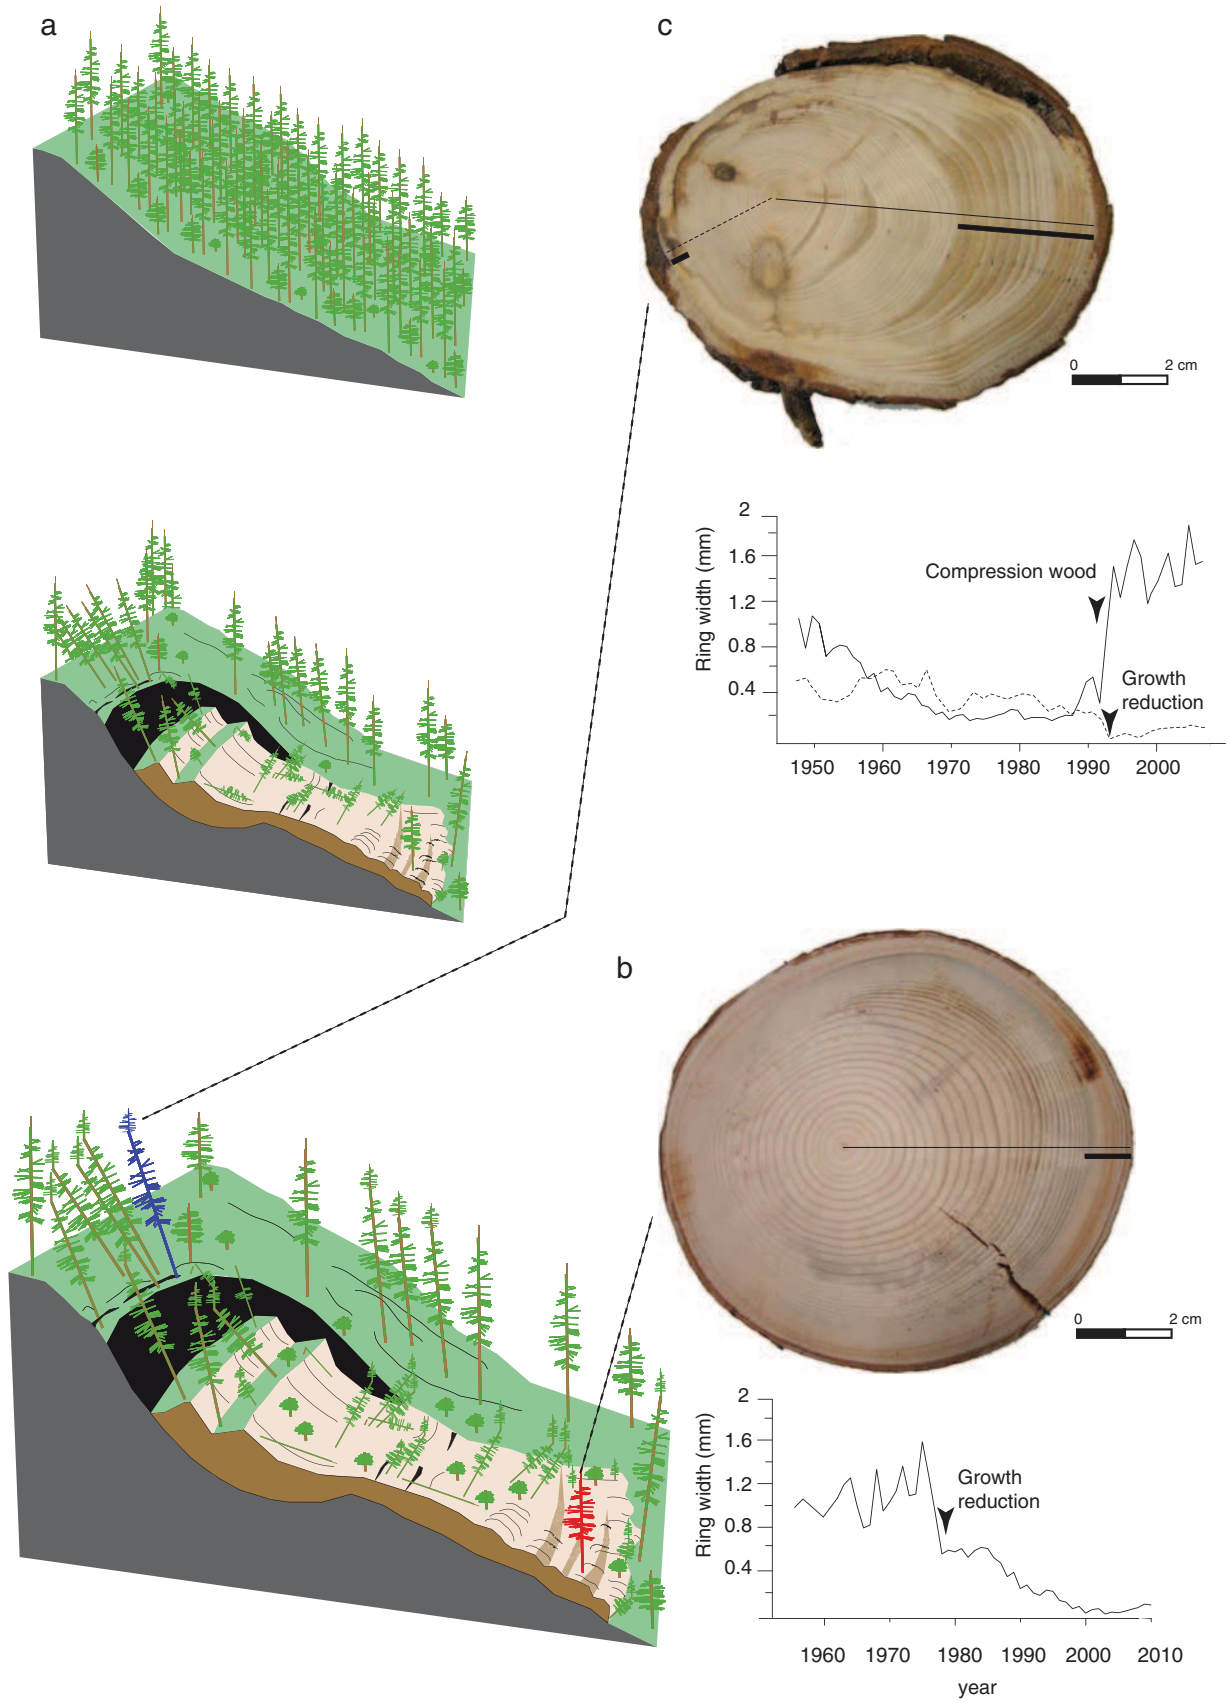 a
c
0 2 cm
2
1.6
1.2
0.8
0.4
Ring width (mm)
Compression wood
Growth
reduction
1950 1960 1970 1980 1990 2000
b
0 2 cm
2
1.6
1.2
0.8
0.4
Ring width (mm)
Growth
reduction
1960 1970 1980 1990 2000 2010
year